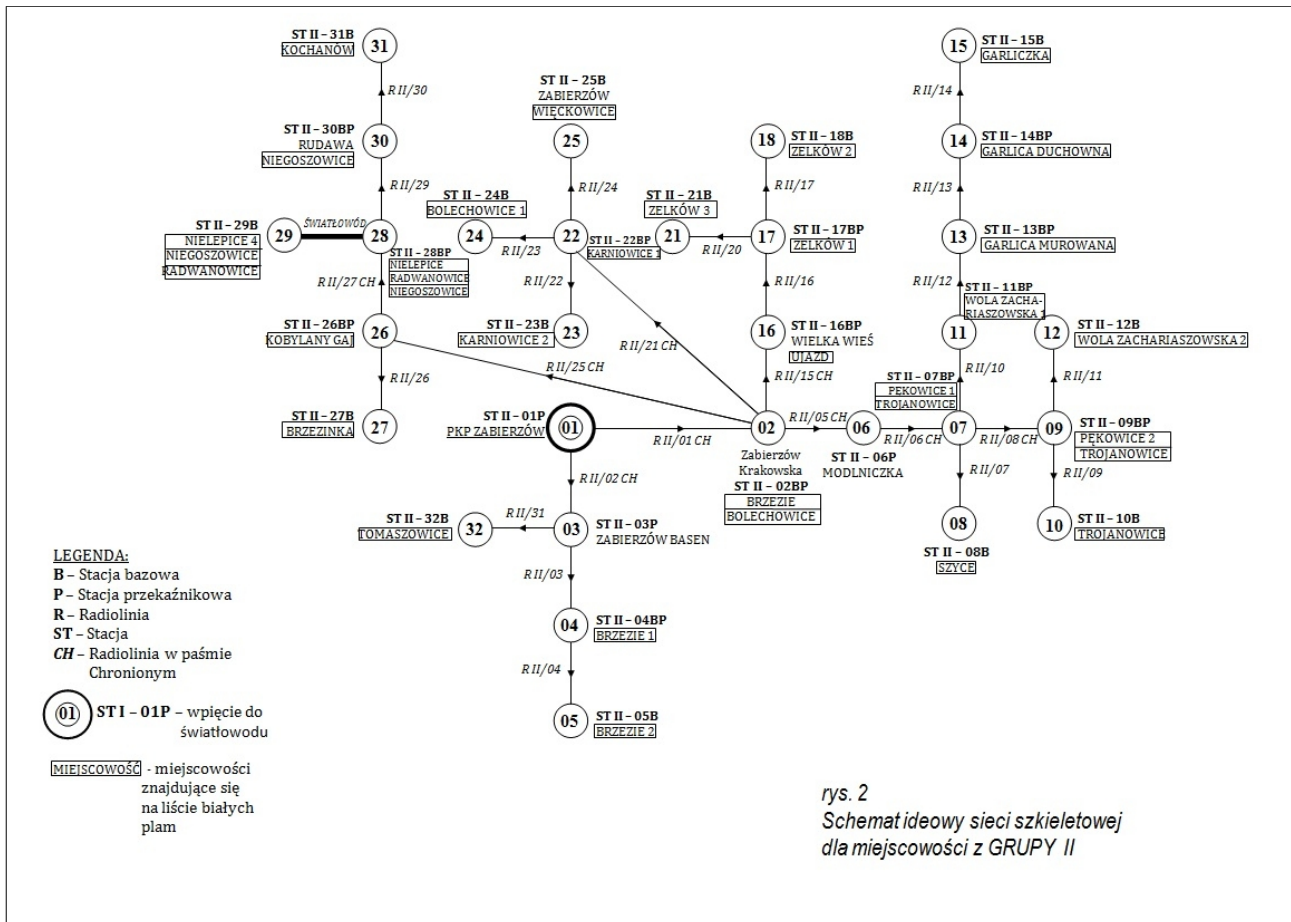 ST II – 31B
KOCHANÓW
31
R II/30
ST II – 30BP
RUDAWA
NIEGOSZOWICE
30
R II/29
ST II – 29B
NIELEPICE 4
NIEGOSZOWICE
RADWANOWICE
29
ŚWIATŁOWÓD
28
ST II – 28BP
NIELEPICE
RADWANOWICE
NIEGOSZOWICE
R II/27 CH
ST II – 26BP
KOBYLANY GAJ
26
R II/26
ST II – 27B
BRZEZINKA
27
R II/25 CH
ST II – 25B
ZABIERZÓW
WIĘCKOWICE
25
R II/24
ST II – 24B
BOLECHOWICE 1
24
R II/23
22
ST II – 22BP
KARNIOWICE 1
R II/22
ST II – 23B
KARNIOWICE 2
23
R II/21 CH
18
ST II – 18B
ZELKÓW 2
R II/17
ST II – 21B
ZELKÓW 3
21
R II/20
17
ST II – 17BP
ZELKÓW 1
R II/16
16
ST II – 16BP
WIELKA WIEŚ
UJAZD
R II/15 CH
15
ST II – 15B
GARLICZKA
R II/14
14
ST II – 14BP
GARLICA DUCHOWNA
R II/13
13
ST II – 13BP
GARLICA MUROWANA
R II/12
ST II – 11BP
WOLA ZACHA-
RIASZOWSKA 1
11
R II/10
12
ST II – 12B
WOLA ZACHARIASZOWSKA 2
R II/11
ST II – 07BP
PĘKOWICE 1
TROJANOWICE
ST II – 01P
PKP ZABIERZÓW
01
R II/01 CH
02
Zabierzów
Krakowska
ST II – 02BP
BRZEZIE
BOLECHOWICE
R II/05 CH
06
ST II – 06P
MODLNICZKA
R II/06 CH
07
R II/08 CH
09
ST II – 09BP
PĘKOWICE 2
TROJANOWICE
R II/07
08
ST II – 08B
SZYCE
R II/09
10
ST II – 10B
TROJANOWICE
R II/02 CH
ST II – 32B
TOMASZOWICE
32
R II/31
03
ST II – 03P
ZABIERZÓW BASEN
R II/03
04
ST II – 04BP
BRZEZIE 1
R II/04
05
ST II – 05B
BRZEZIE 2
LEGENDA:
B – Stacja bazowa
P – Stacja przekaźnikowa
R – Radiolinia
ST – Stacja
CH – Radiolinia w paśmie
Chronionym
01
ST I – 01P – wpięcie do
światłowodu
MIEJSCOWOŚĆ - miejscowości
znajdujące się
na liście białych
plam
rys. 2
Schemat ideowy sieci szkieletowej
dla miejscowości z GRUPY II